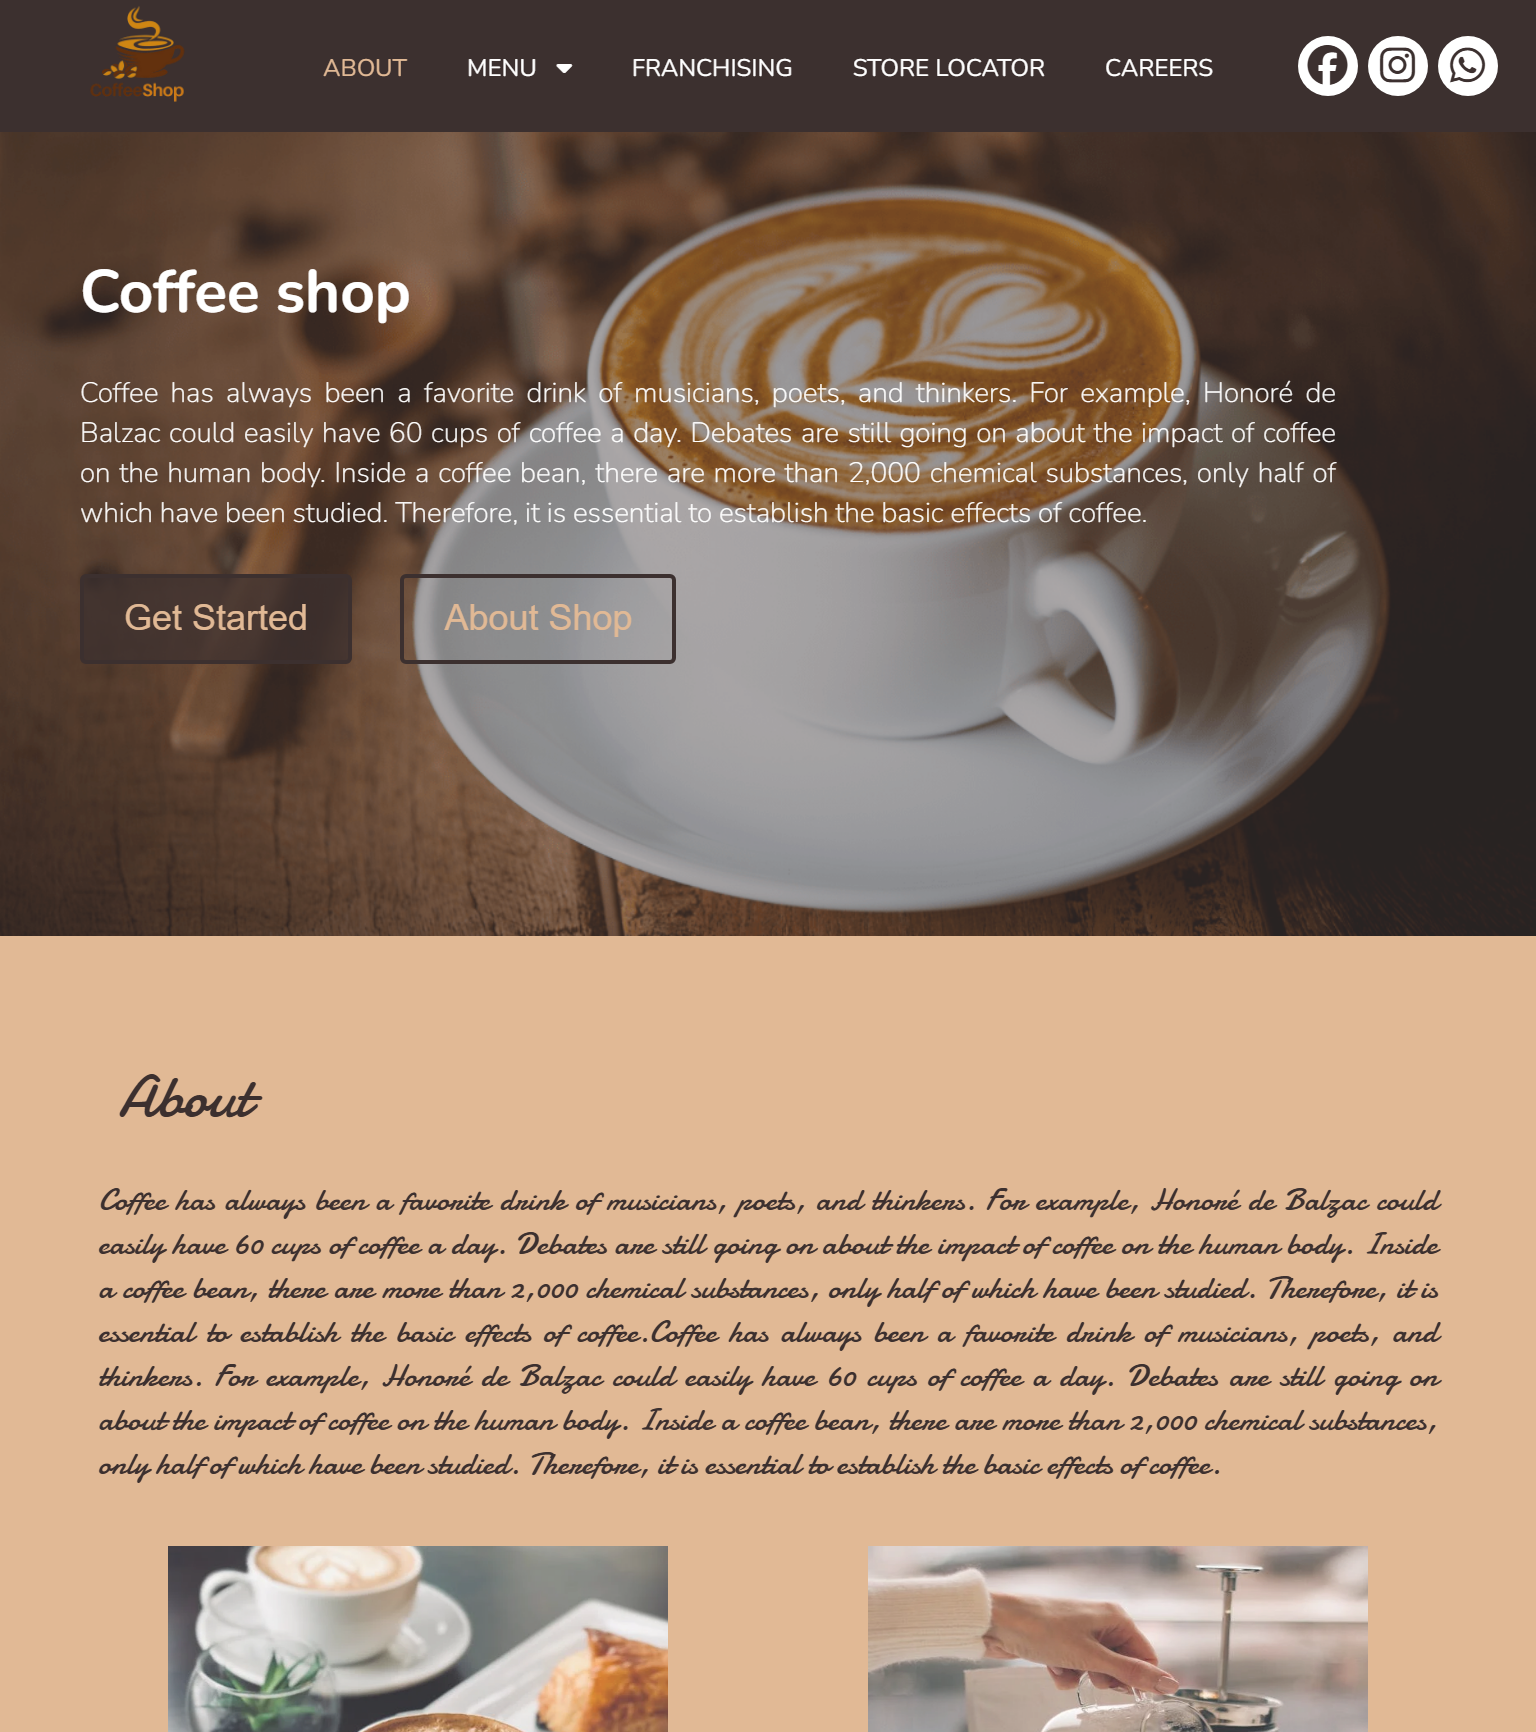 CoffeeShop
ABOUT MENU FRANCHISING STORE LOCATOR CAREERS
Coffee shop
Coffee has always been a favorite drink of musicians, poets, and thinkers. For example, Honoré de
Balzac could easily have 60 cups of coffee a day. Debates are still going on about the impact of coffee
on the human body. Inside a coffee bean, there are more than 2,000 chemical substances, only half of
which have been studied. Therefore, it is essential to establish the basic effects of coffee.
Get Started About Shop
About
Coffee has always been a favorite drink of musicians, poets, and thinkers. For example, Honoré de Balzac could
easily have 60 cups of coffee a day. Debates are still going on about the impact of coffee on the human body. Inside
a coffee bean, there are more than 2,000 chemical substances, only half of which have been studied. Therefore, it is
essential to establish the basic effects of coffee.Coffee has always been a favorite drink of musicians, poets, and
thinkers. For example, Honoré de Balzac could easily have 60 cups of coffee a day. Debates are still going on
about the impact of coffee on the human body. Inside a coffee bean, there are more than 2,000 chemical substances,
only half of which have been studied. Therefore, it is essential to establish the basic effects of coffee.